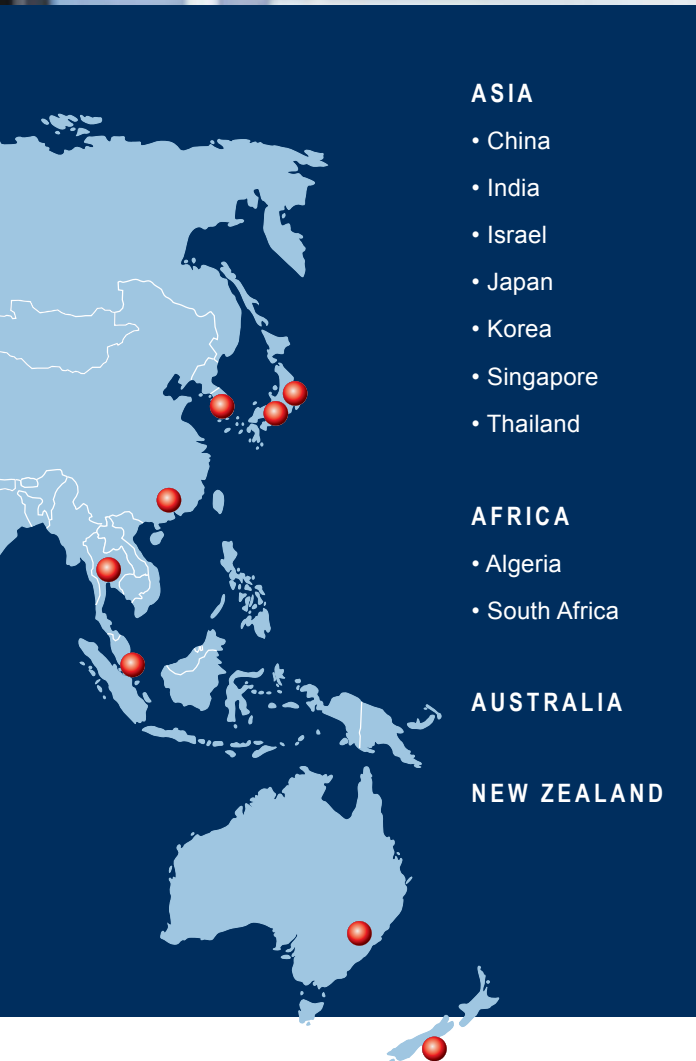 ASIA
• China
• India
• Israel
• Japan
• Korea
• Singapore
• Thailand
AFRICA
• Algeria
• South Africa
AUSTRALIA
NEW ZEALAND